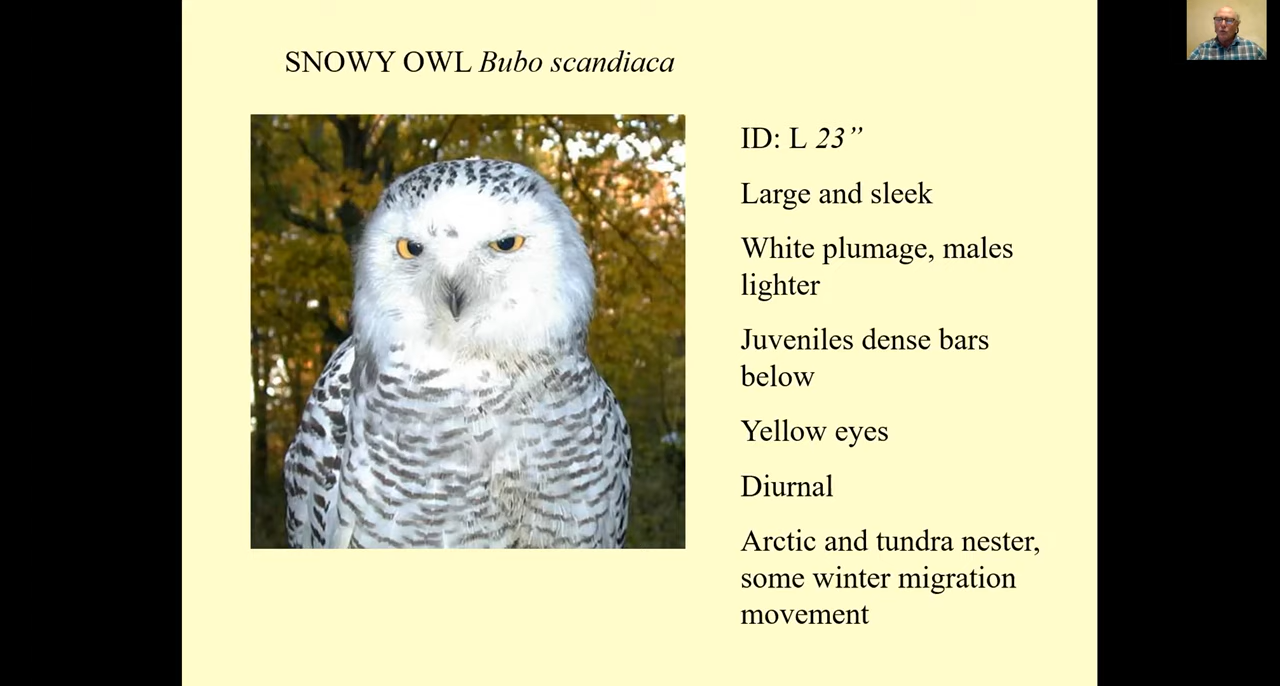 SNOWY OWL Bubo scandiaca
ID: L 23”
Large and sleek
White plumage, males
lighter
Juveniles dense bars
below
Yellow eyes
Diurnal
Arctic and tundra nester,
some winter migration
movement